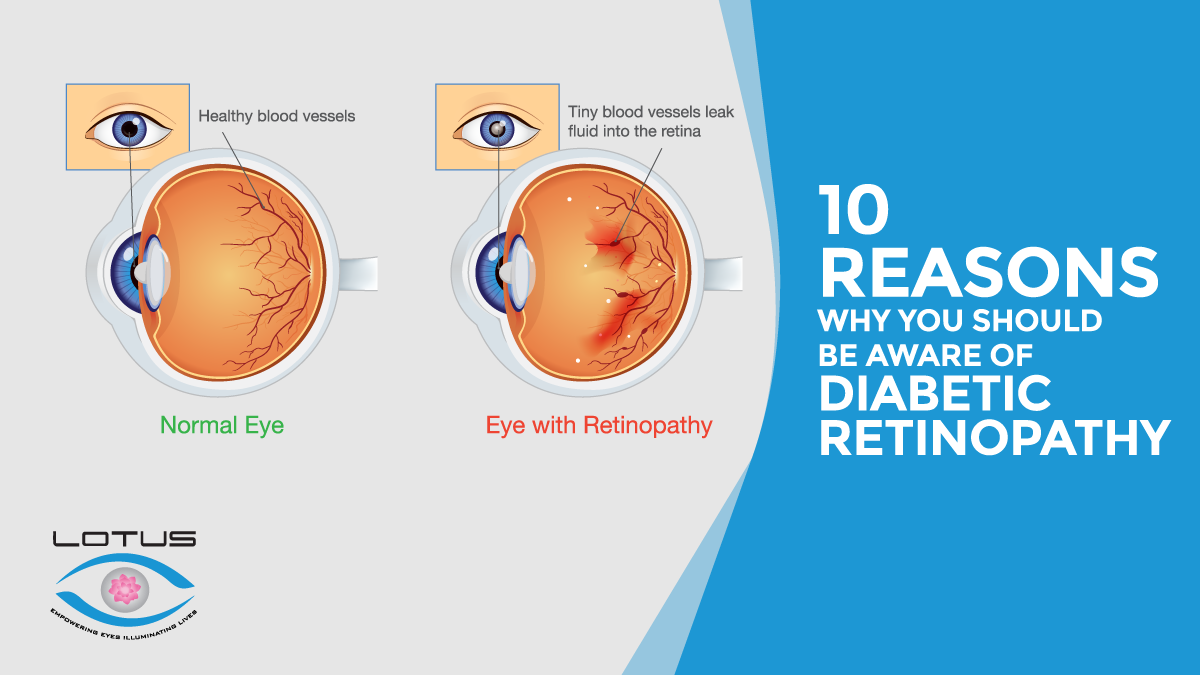 Healthy blood vessels
Tiny blood vessels leak
fluid into the retina
Normal Eye
Eye with Retinopathy
10
REASONS
WHY YOU SHOULD
BE AWARE OF
DIABETIC
RETINOPATHY
LOTUS
EMPOWERING EYES ILLUMINATING LIVES